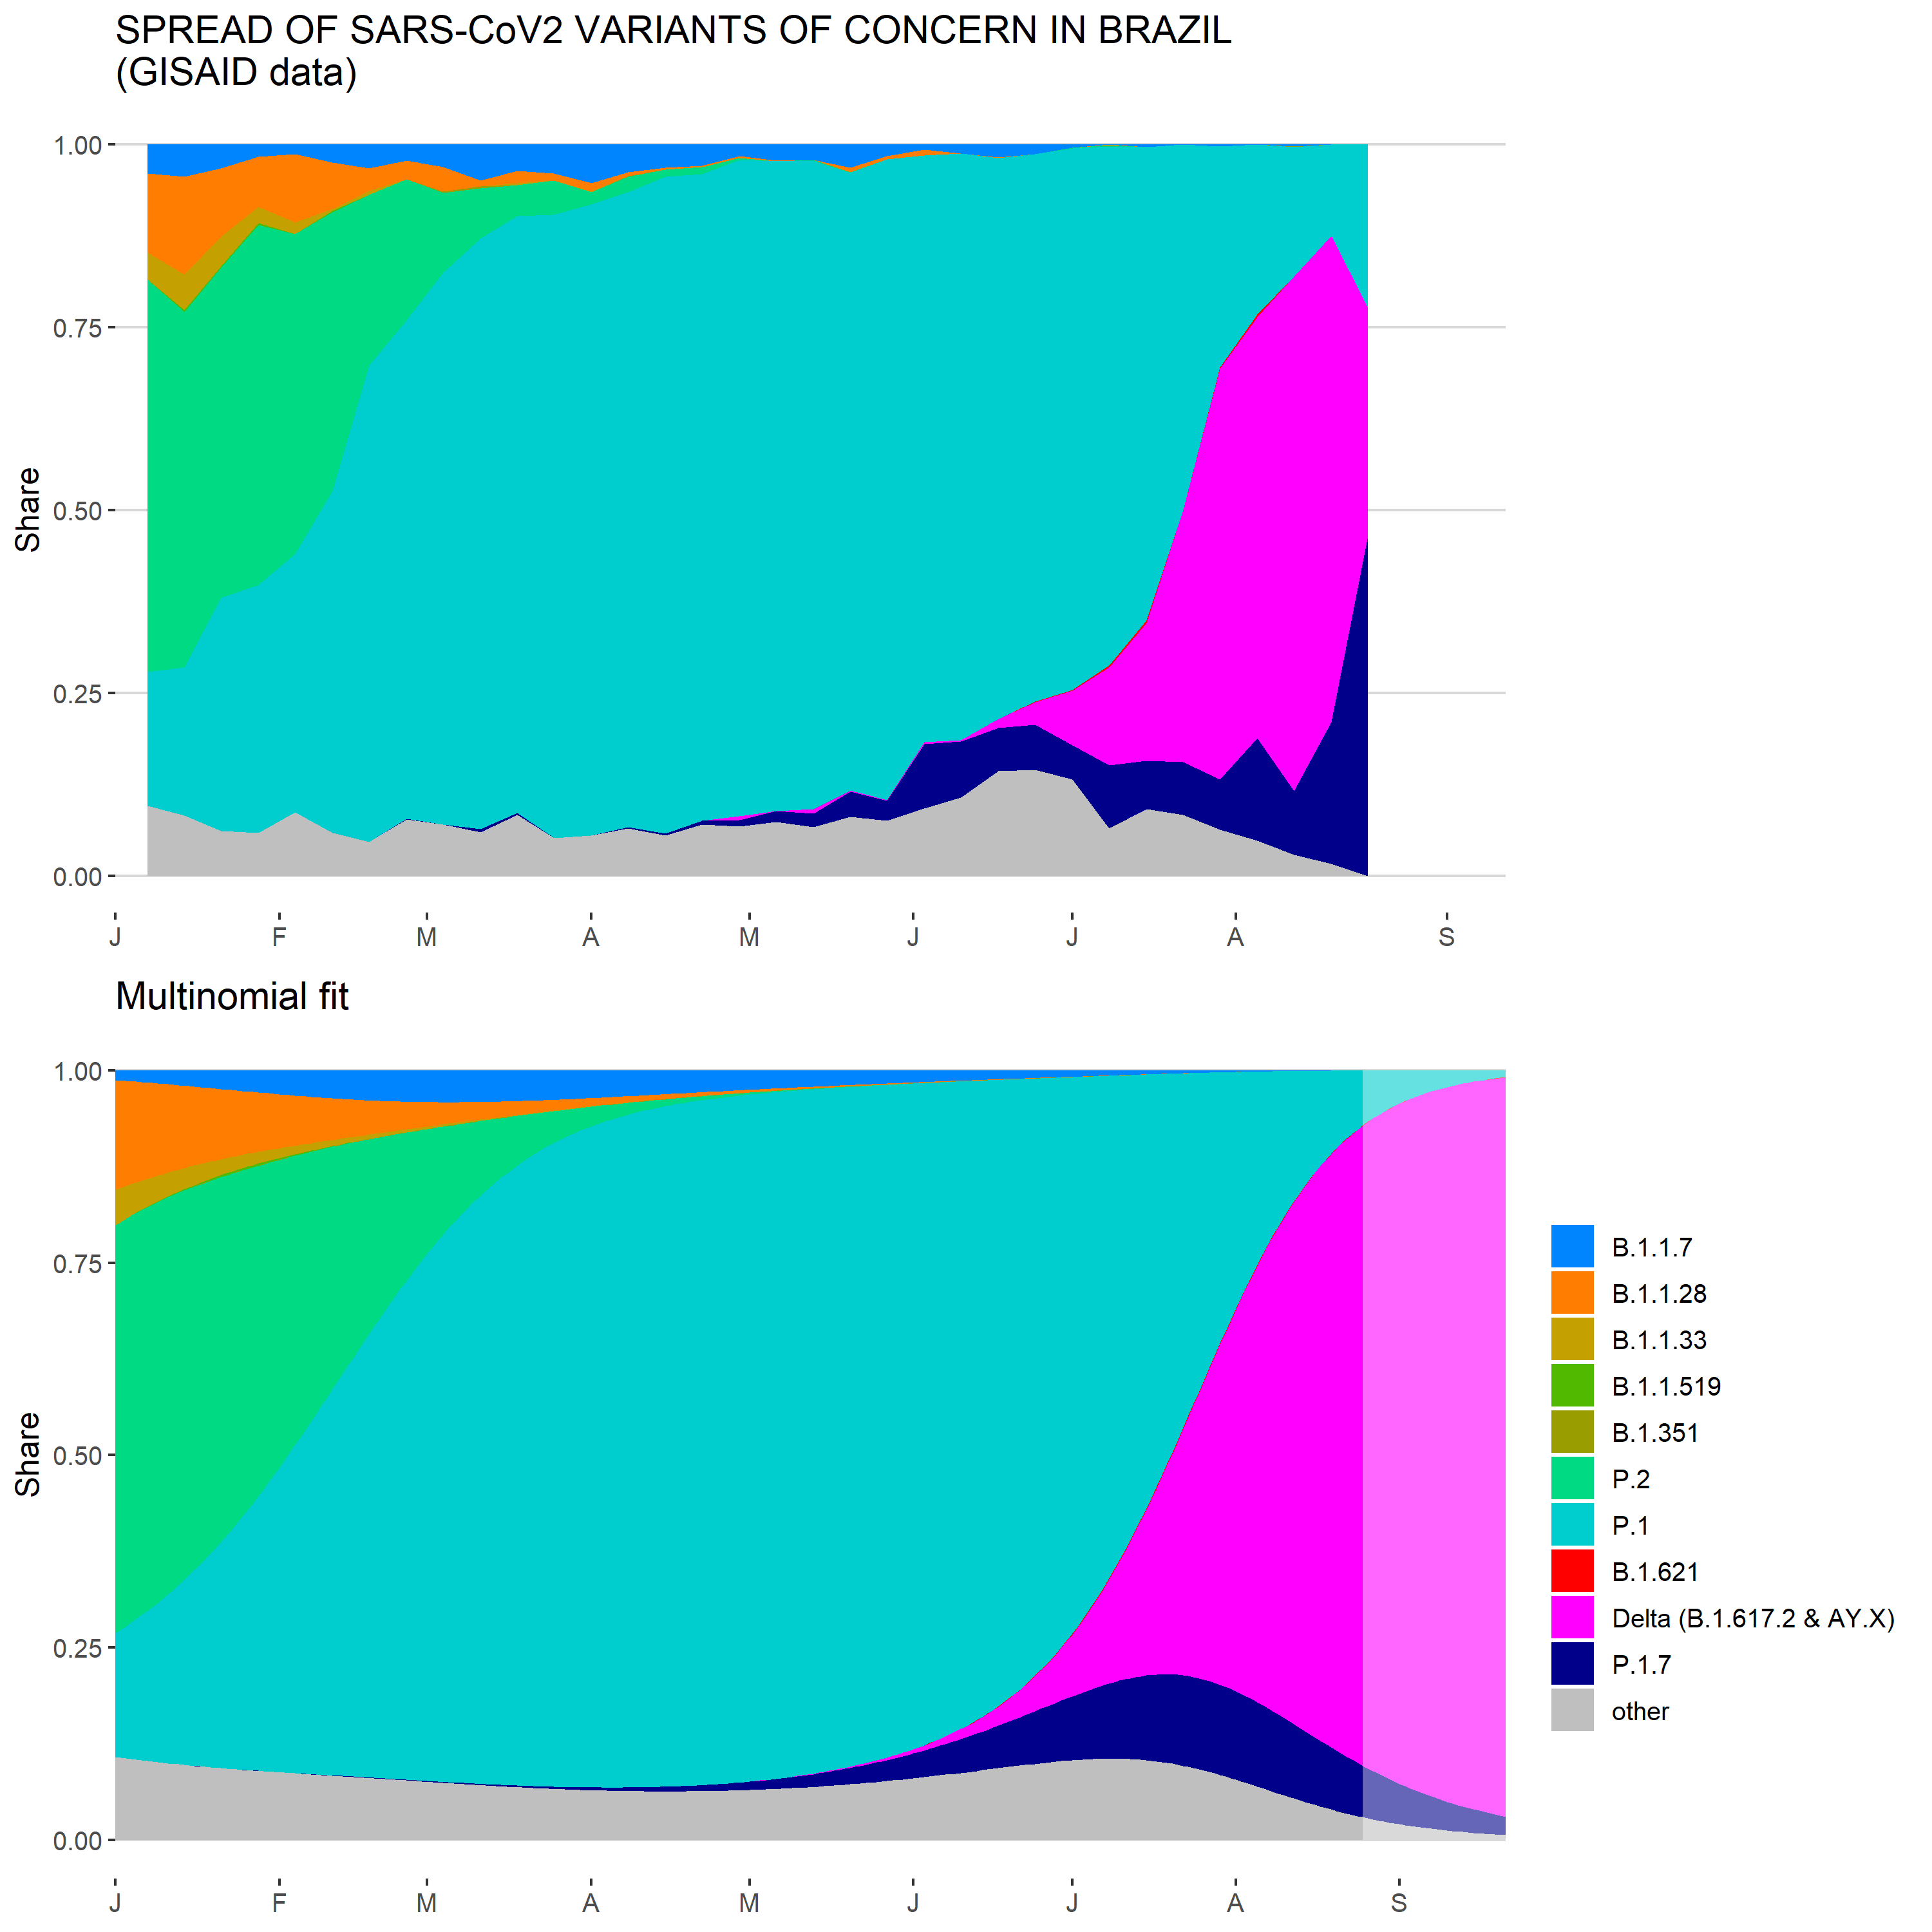 SPREAD OF SARS-CoV2 VARIANTS OF CONCERN IN BRAZIL
(GISAID data)
1.00
0.75
0.50
0.25
0.00
Share
J F M A M J J A S
Multinomial fit
1.00
0.75
0.50
0.25
0.00
Share
J F M A M J J A S
B.1.1.7
B.1.1.28
B.1.1.33
B.1.1.519
B.1.351
P.2
P.1
B.1.621
Delta (B.1.617.2 & AY.X)
P.1.7
other